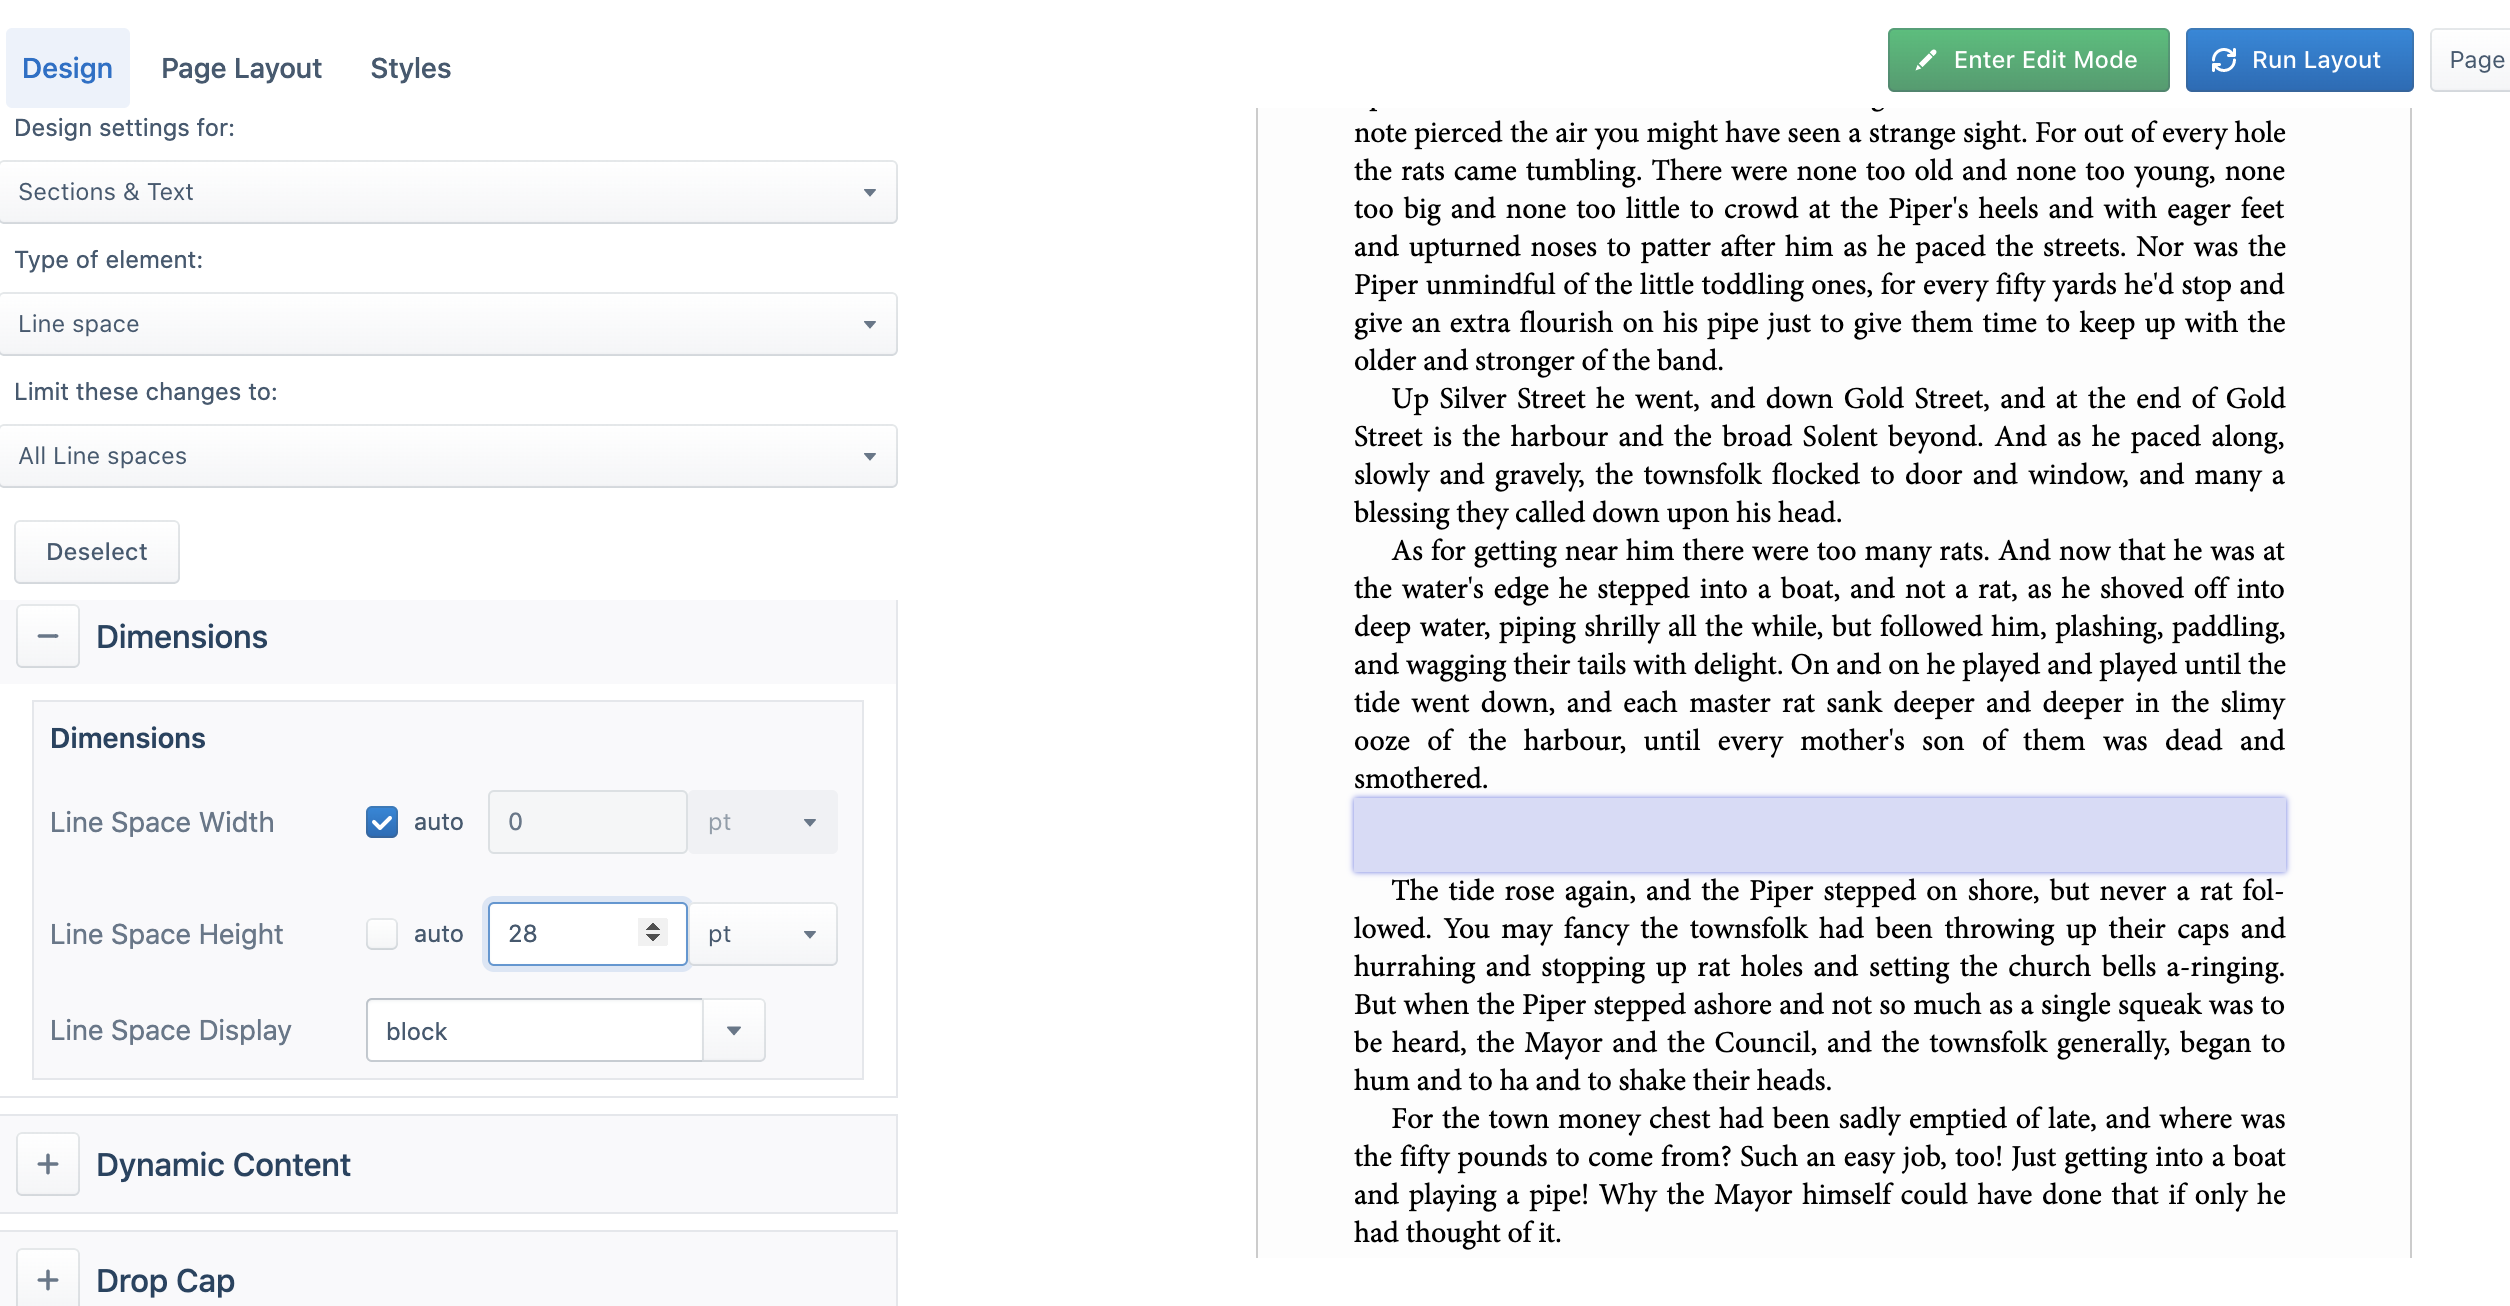 Design
Page Layout
Styles
Enter Edit Mode
Run Layout
Page
Design settings for:
Sections & Text
Type of element:
Line space
Limit these changes to:
All Line spaces
Deselect
Dimensions
Dimensions
Line Space Width
auto
0
pt
Line Space Height
auto
28
pt
Line Space Display
block
Dynamic Content
Drop Cap
note pierced the air you might have seen a strange sight. For out of every hole
the rats came tumbling. There were none too old and none too young, none
too big and none too little to crowd at the Piper's heels and with eager feet
and upturned noses to patter after him as he paced the streets. Nor was the
Piper unmindful of the little toddling ones, for every fifty yards he'd stop and
give an extra flourish on his pipe just to give them time to keep up with the
older and stronger of the band.
Up Silver Street he went, and down Gold Street, and at the end of Gold
Street is the harbour and the broad Solent beyond. And as he paced along,
slowly and gravely, the townsfolk flocked to door and window, and many a
blessing they called down upon his head.
As for getting near him there were too many rats. And now that he was at
the water's edge he stepped into a boat, and not a rat, as he shoved off into
deep water, piping shrilly all the while, but followed him, plashing, paddling,
and wagging their tails with delight. On and on he played and played until the
tide went down, and each master rat sank deeper and deeper in the slimy
ooze of the harbour, until every mother's son of them was dead and
smothered.
The tide rose again, and the Piper stepped on shore, but never a rat fol-
lowed. You may fancy the townsfolk had been throwing up their caps and
hurrahing and stopping up rat holes and setting the church bells a-ringing.
But when the Piper stepped ashore and not so much as a single squeak was to
be heard, the Mayor and the Council, and the townsfolk generally, began to
hum and to ha and to shake their heads.
For the town money chest had been sadly emptied of late, and where was
the fifty pounds to come from? Such an easy job, too! Just getting into a boat
and playing a pipe! Why the Mayor himself could have done that if only he
had thought of it.